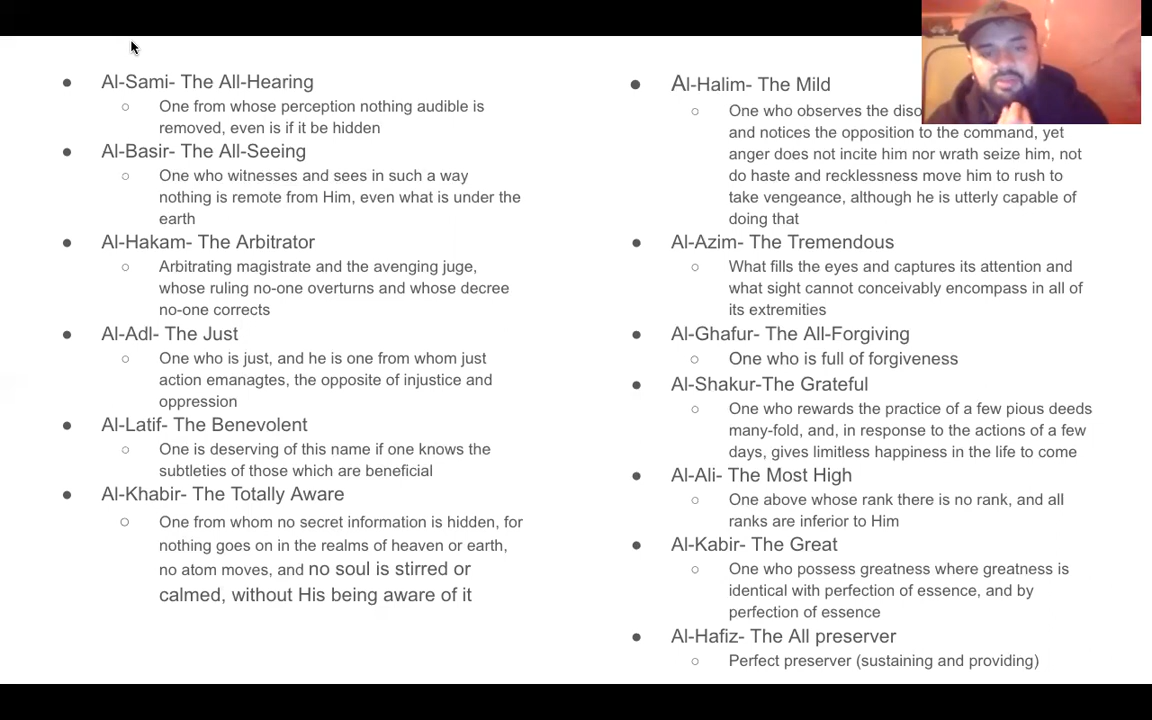 Al-Sami- The All-Hearing
One from whose perception nothing audible is
removed, even is if it be hidden
Al-Basir- The All-Seeing
One who witnesses and sees in such a way
nothing is remote from Him, even what is under the
earth
Al-Hakam- The Arbitrator
Arbitrating magistrate and the avenging juge,
whose ruling no-one overturns and whose decree
no-one corrects
Al-Adl- The Just
One who is just, and he is one from whom just
action emanagtes, the opposite of injustice and
oppression
Al-Latif- The Benevolent
One is deserving of this name if one knows the
subtleties of those which are beneficial
Al-Khabir- The Totally Aware
One from whom no secret information is hidden, for
nothing goes on in the realms of heaven or earth,
no atom moves, and no soul is stirred or
calmed, without His being aware of it
Al-Halim- The Mild
One who observes the
and notices the opposition to the command, yet
anger does not incite him nor wrath seize him, not
do haste and recklessness move him to rush to
take vengeance, although he is utterly capable of
doing that
Al-Azim- The Tremendous
What fills the eyes and captures its attention and
what sight cannot conceivably encompass in all of
its extremities
Al-Ghafur- The All-Forgiving
One who is full of forgiveness
Al-Shakur-The Grateful
One who rewards the practice of a few pious deeds
many-fold, and, in response to the actions of a few
days, gives limitless happiness in the life to come
Al-Ali- The Most High
One above whose rank there is no rank, and all
ranks are inferior to Him
Al-Kabir- The Great
One who possess greatness where greatness is
identical with perfection of essence, and by
perfection of essence
Al-Hafiz- The All preserver
Perfect preserver (sustaining and providing)